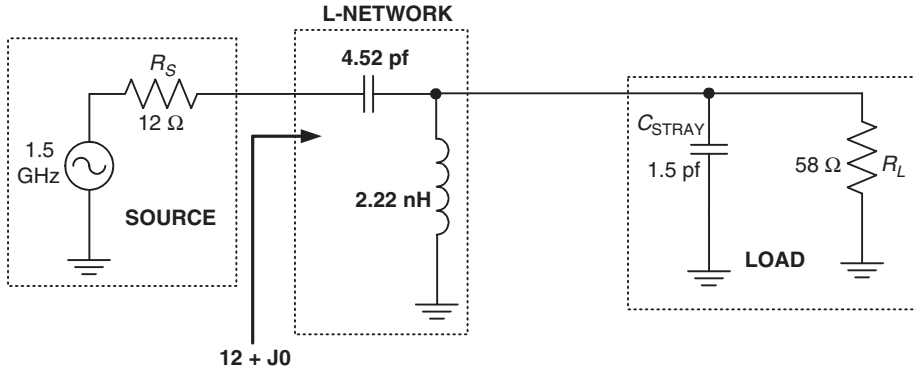 L-NETWORK
4.52 pf
R_S
12 Ω
1.5
GHz
SOURCE
2.22 nH
C_STRAY
1.5 pf
58 Ω
R_L
LOAD
12 + J0